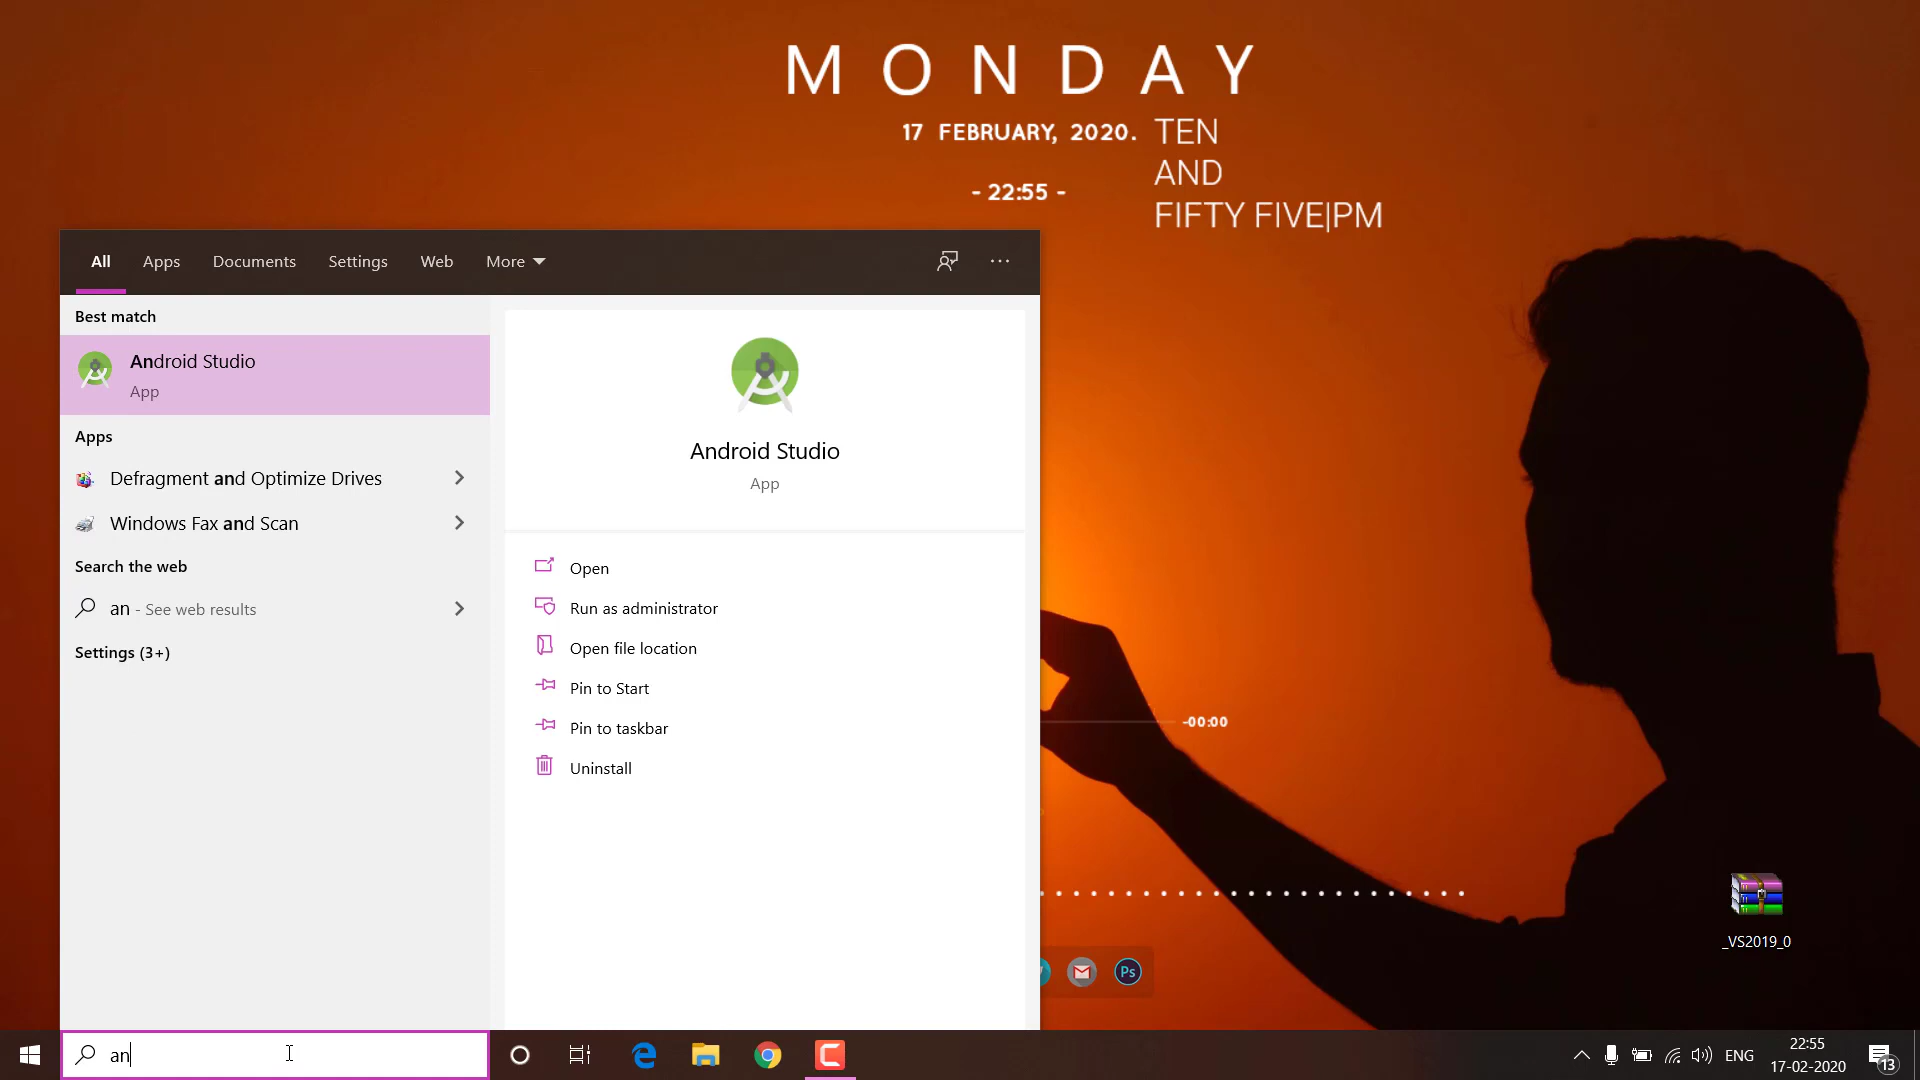 MONDAY
17 FEBRUARY, 2020.
- 22:55 -
TEN
AND
FIFTY FIVE|PM
All Apps Documents Settings Web More
Best match
Android Studio
App
Apps
Defragment and Optimize Drives
Windows Fax and Scan
Search the web
an - See web results
Settings (3+)
Android Studio
App
Open
Run as administrator
Open file location
Pin to Start
Pin to taskbar
Uninstall
-00:00
_VS2019_0
Ps
an
ENG
22:55
17-02-2020
13